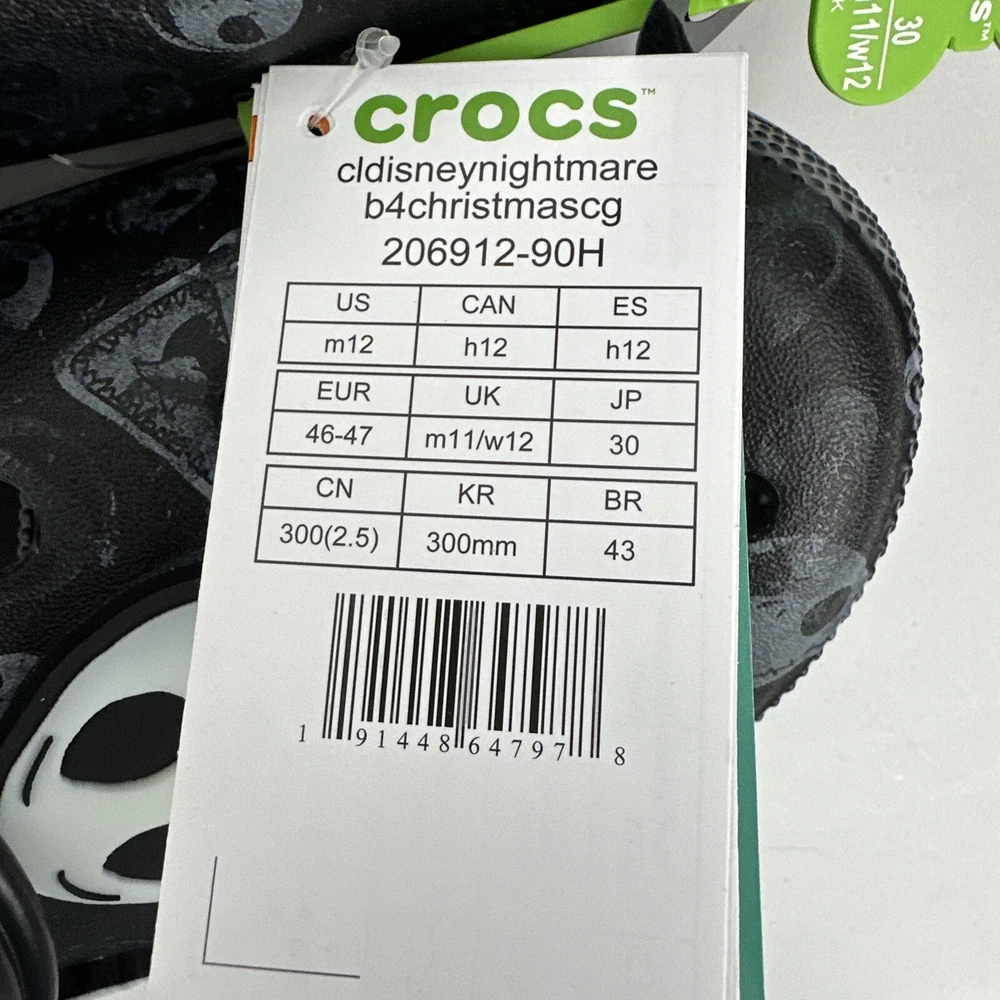 crocs™
cldisneynightmare
b4christmascg
206912-90H
US CAN ES
m12 h12 h12
EUR UK JP
46-47 m11/w12 30
CN KR BR
300(2.5) 300mm 43
1 91448 64797 8
30
11/w12